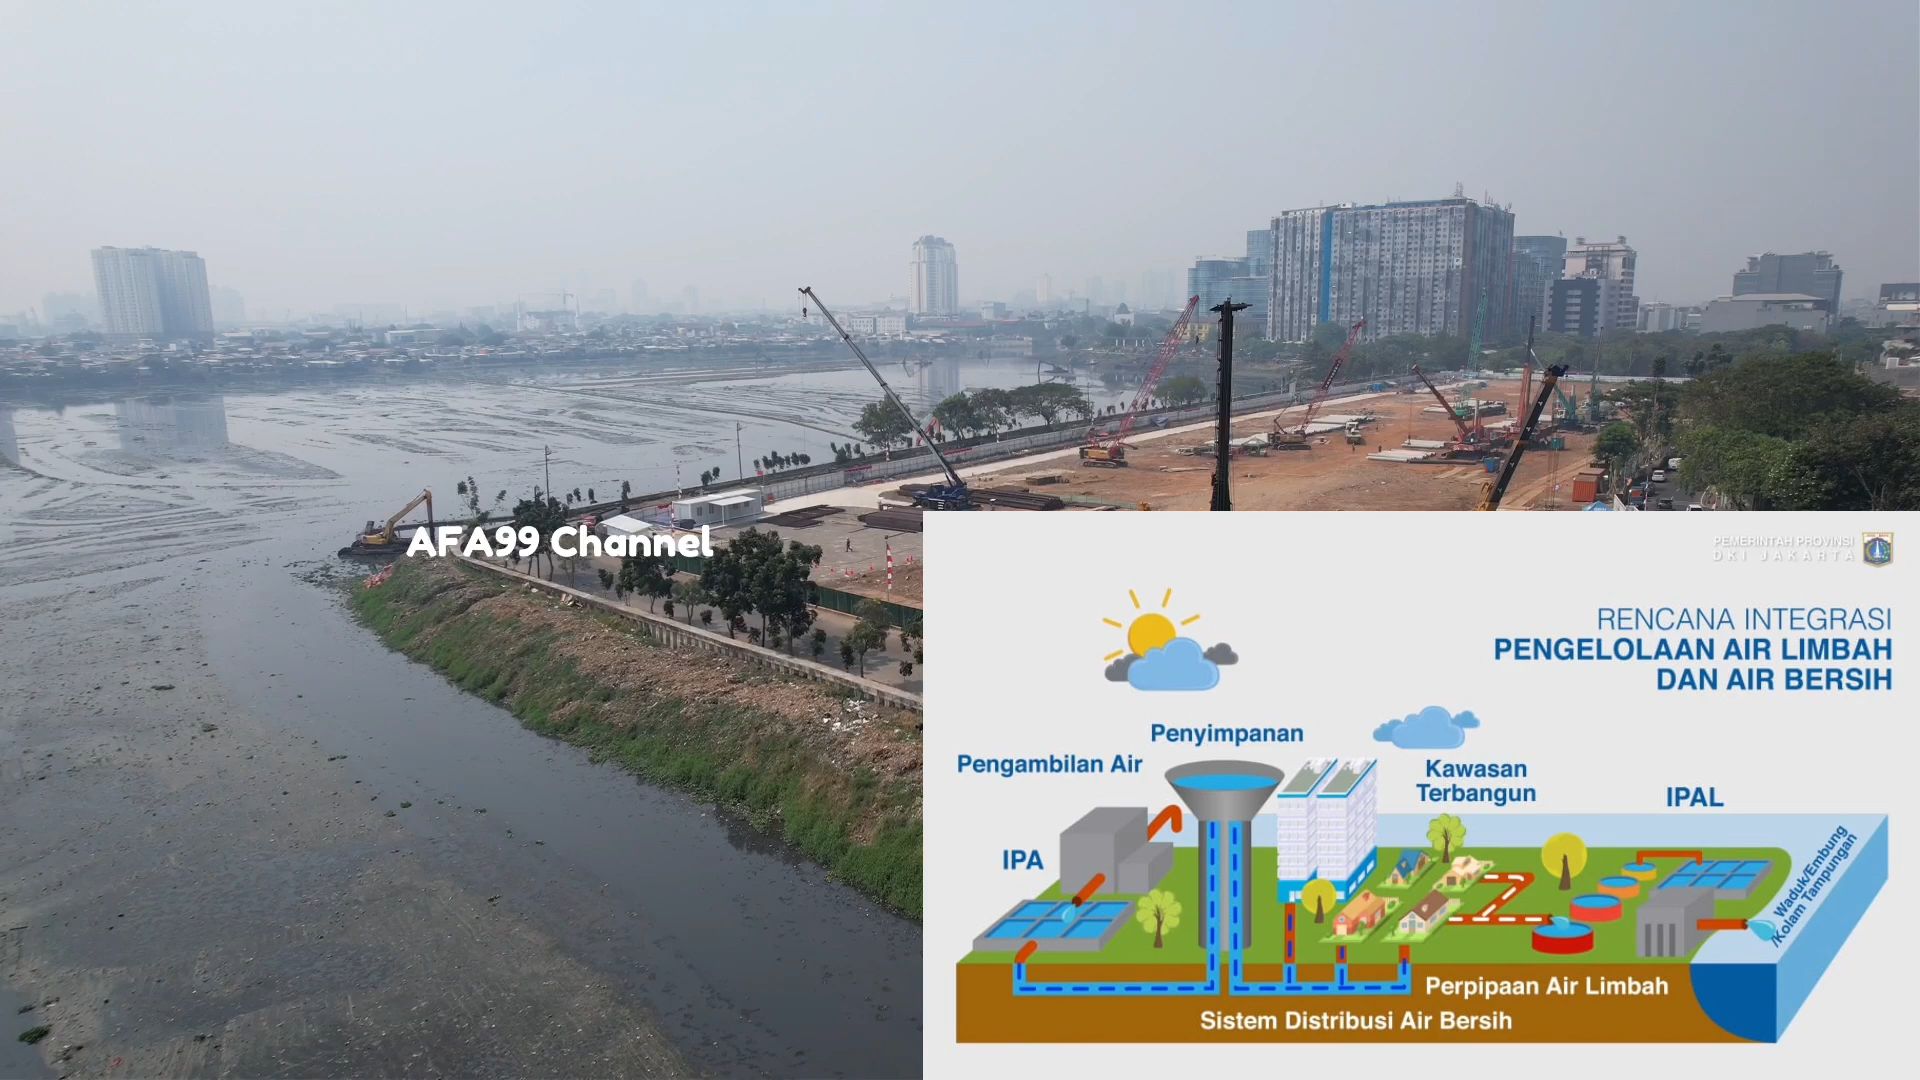 AFA99 Channel
PEMERINTAH PROVINSI
DKI JAKARTA
RENCANA INTEGRASI
PENGELOLAAN AIR LIMBAH
DAN AIR BERSIH
Penyimpanan
Pengambilan Air
Kawasan
Terbangun
IPAL
IPA
Waduk/Embung
/Kolam Tampungan
Perpipaan Air Limbah
Sistem Distribusi Air Bersih